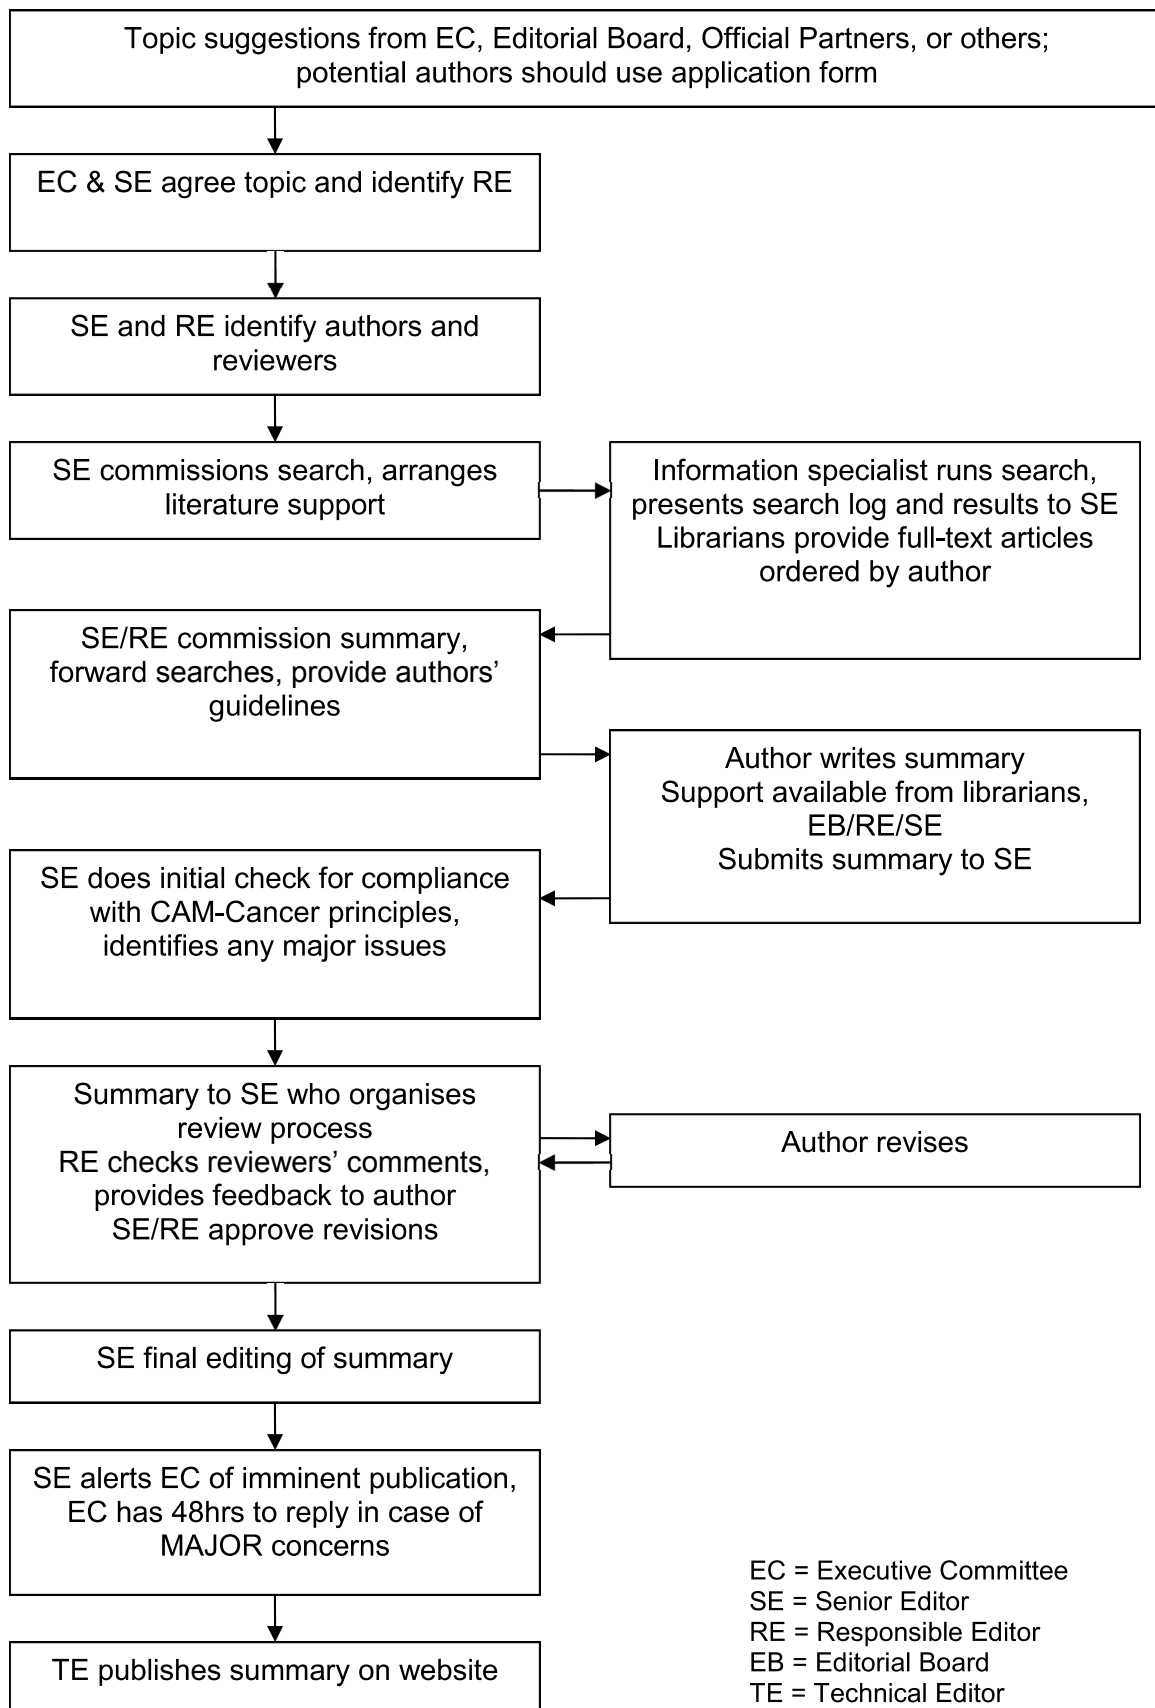 Topic suggestions from EC, Editorial Board, Official Partners, or others;
potential authors should use application form
EC & SE agree topic and identify RE
SE and RE identify authors and
reviewers
SE commissions search, arranges
literature support
Information specialist runs search,
presents search log and results to SE
Librarians provide full-text articles
ordered by author
SE/RE commission summary,
forward searches, provide authors’
guidelines
Author writes summary
Support available from librarians,
EB/RE/SE
Submits summary to SE
SE does initial check for compliance
with CAM-Cancer principles,
identifies any major issues
Summary to SE who organises
review process
RE checks reviewers’ comments,
provides feedback to author
SE/RE approve revisions
Author revises
SE final editing of summary
SE alerts EC of imminent publication,
EC has 48hrs to reply in case of
MAJOR concerns
TE publishes summary on website
EC = Executive Committee
SE = Senior Editor
RE = Responsible Editor
EB = Editorial Board
TE = Technical Editor